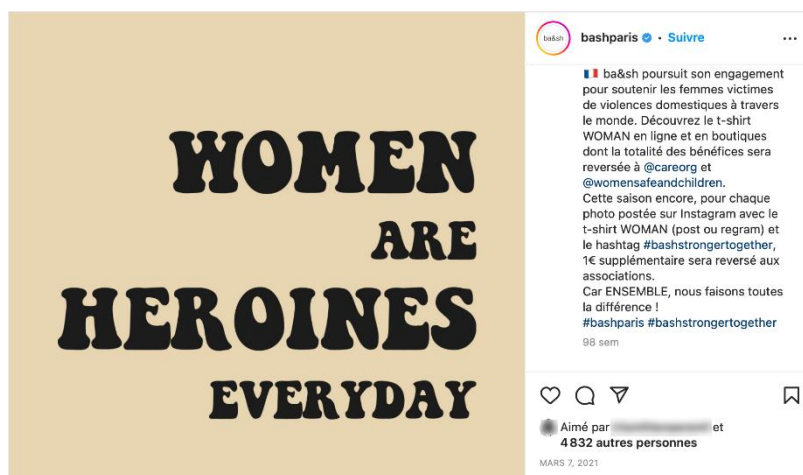 WOMEN
ARE
HEROINES
EVERYDAY
ba&sh
bashparis • Suivre
🇫🇷 ba&sh poursuit son engagement
pour soutenir les femmes victimes
de violences domestiques à travers
le monde. Découvrez le t-shirt
WOMAN en ligne et en boutiques
dont la totalité des bénéfices sera
reversée à @careorg et
@womensafeandchildren.
Cette saison encore, pour chaque
photo postée sur Instagram avec le
t-shirt WOMAN (post ou regram) et
le hashtag #bashstrongertogether,
1€ supplémentaire sera reversé aux
associations.
Car ENSEMBLE, nous faisons toutes
la différence !
#bashparis #bashstrongertogether
98 sem
Aimé par et
4 832 autres personnes
MARS 7, 2021